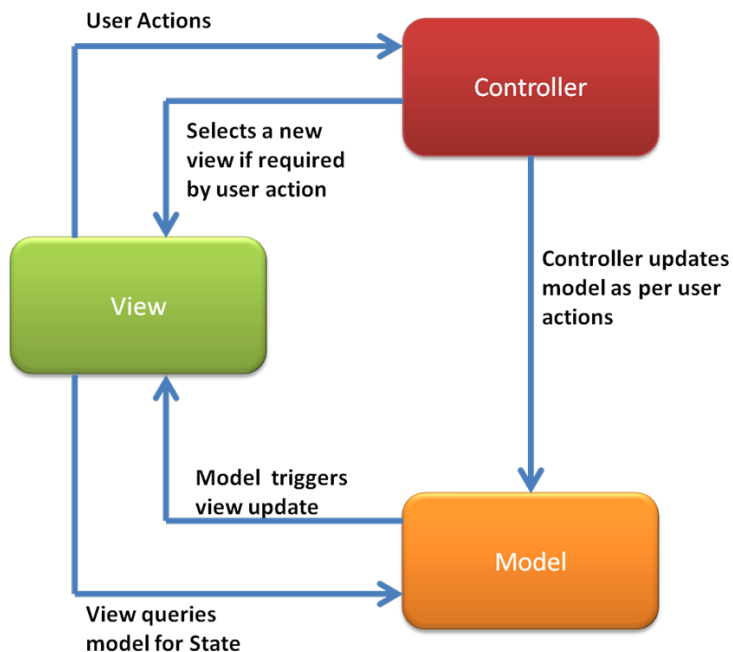 User Actions
Controller
Selects a new
view if required
by user action
Controller updates
model as per user
actions
View
Model triggers
view update
Model
View queries
model for State